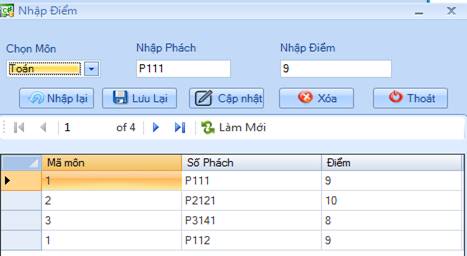 Nhập Điểm
Chọn Môn Nhập Phách Nhập Điểm
Toán P111 9
Nhập lại Lưu Lại Cập nhật Xóa Thoát
1 of 4 Làm Mới
Mã môn Số Phách Điểm
1 P111 9
2 P2121 10
3 P3141 8
1 P112 9